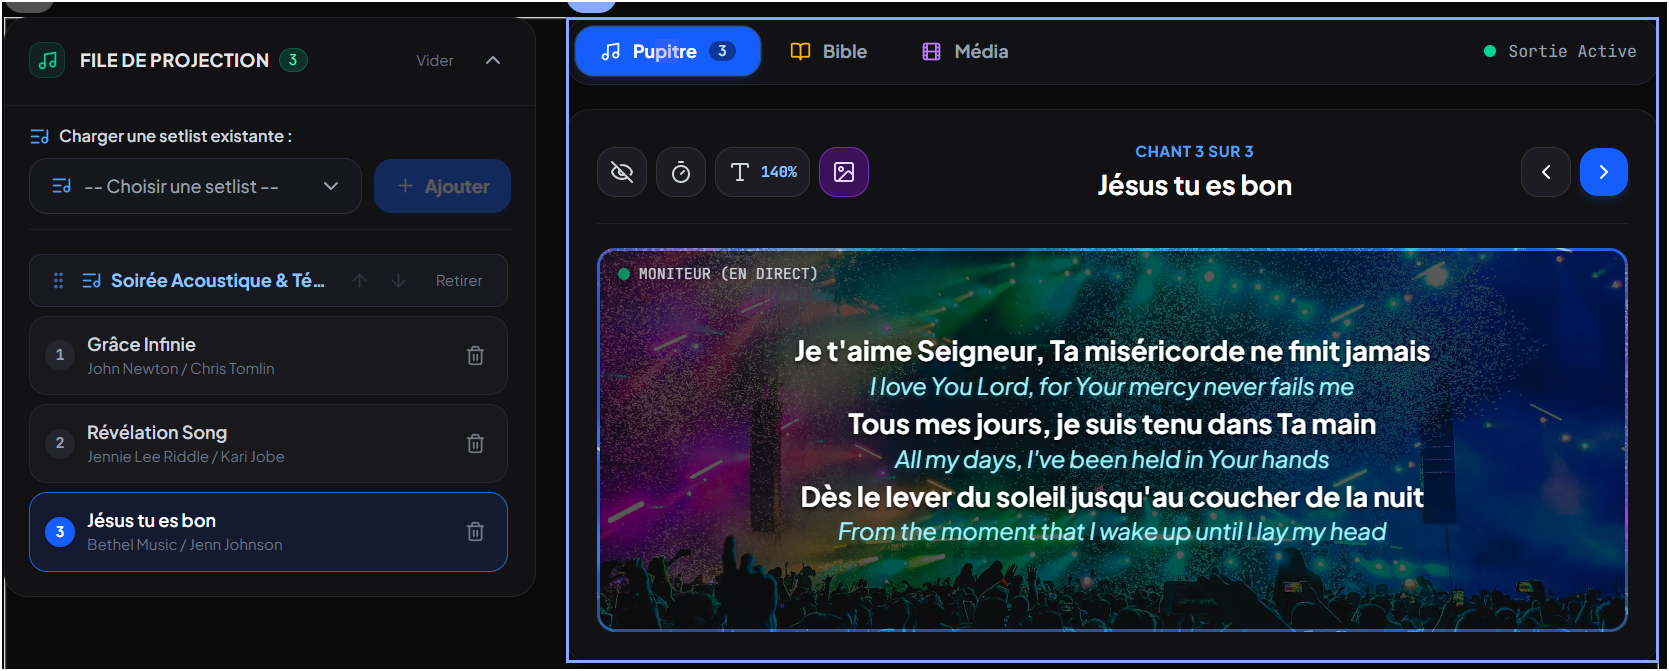 FILE DE PROJECTION 3
Vider
Charger une setlist existante :
-- Choisir une setlist --
+ Ajouter
Soirée Acoustique & Té...
Retirer
1
Grâce Infinie
John Newton / Chris Tomlin
2
Révélation Song
Jennie Lee Riddle / Kari Jobe
3
Jésus tu es bon
Bethel Music / Jenn Johnson
Pupitre 3
Bible
Média
Sortie Active
140%
CHANT 3 SUR 3
Jésus tu es bon
MONITEUR (EN DIRECT)
Je t'aime Seigneur, Ta miséricorde ne finit jamais
I love You Lord, for Your mercy never fails me
Tous mes jours, je suis tenu dans Ta main
All my days, I've been held in Your hands
Dès le lever du soleil jusqu'au coucher de la nuit
From the moment that I wake up until I lay my head